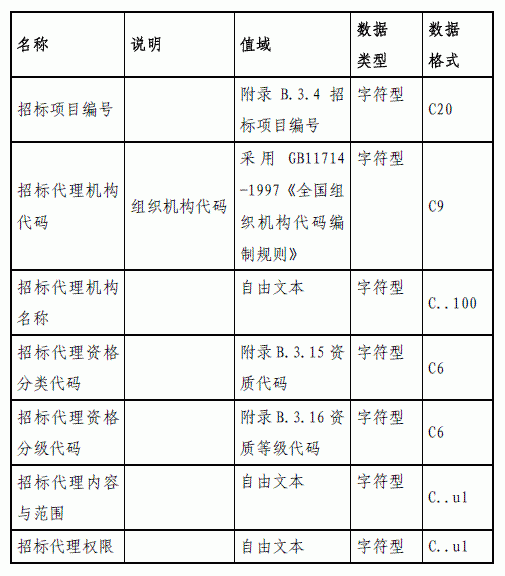 名称 说明 值域 数据类型 数据格式
招标项目编号 附录 B.3.4 招标项目编号 字符型 C20
招标代理机构代码 组织机构代码 采用 GB11714-1997《全国组织机构代码编制规则》 字符型 C9
招标代理机构名称 自由文本 字符型 C..100
招标代理资格分类代码 附录B.3.15 资质代码 字符型 C6
招标代理资格分级代码 附录B.3.16 资质等级代码 字符型 C6
招标代理内容与范围 自由文本 字符型 C..ul
招标代理权限 自由文本 字符型 C..ul